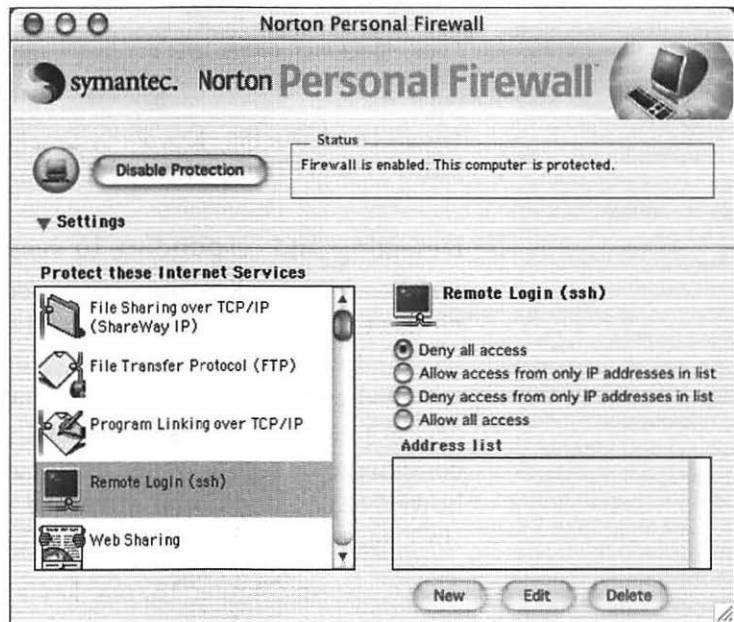 Norton Personal Firewall
symantec. Norton Personal Firewall™
Disable Protection
Status
Firewall is enabled. This computer is protected.
Settings
Protect these Internet Services
File Sharing over TCP/IP
(ShareWay IP)
File Transfer Protocol (FTP)
Program Linking over TCP/IP
Remote Login (ssh)
Web Sharing
Remote Login (ssh)
Deny all access
Allow access from only IP addresses in list
Deny access from only IP addresses in list
Allow all access
Address list
New
Edit
Delete